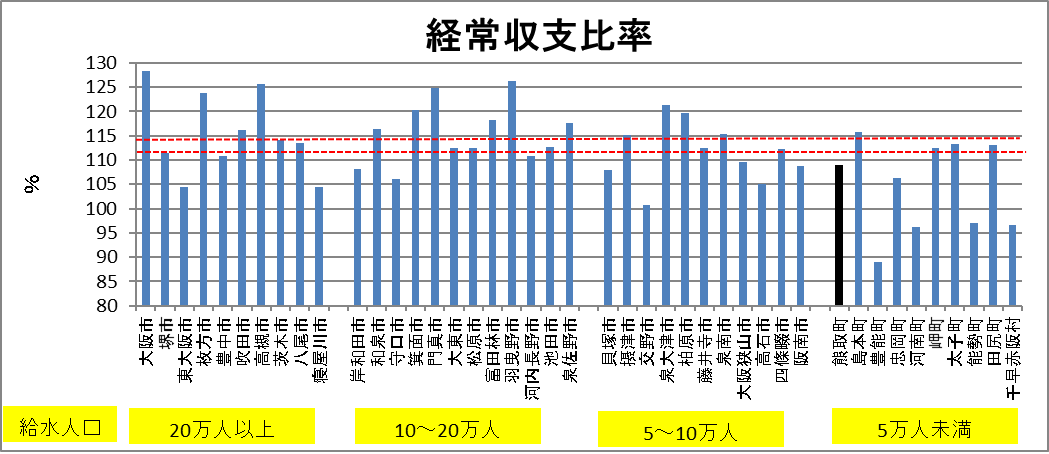 経常収支比率
%
130
125
120
115
110
105
100
95
90
85
80
大阪市
堺市
東大阪市
枚方市
豊中市
吹田市
高槻市
茨木市
八尾市
寝屋川市
岸和田市
和泉市
守口市
箕面市
門真市
大東市
松原市
富田林市
羽曳野市
河内長野市
池田市
泉佐野市
貝塚市
摂津市
交野市
泉大津市
柏原市
藤井寺市
泉南市
大阪狭山市
高石市
四條畷市
阪南市
熊取町
島本町
豊能町
忠岡町
河南町
岬町
太子町
能勢町
田尻町
千早赤阪村
給水人口
20万人以上
10～20万人
5～10万人
5万人未満